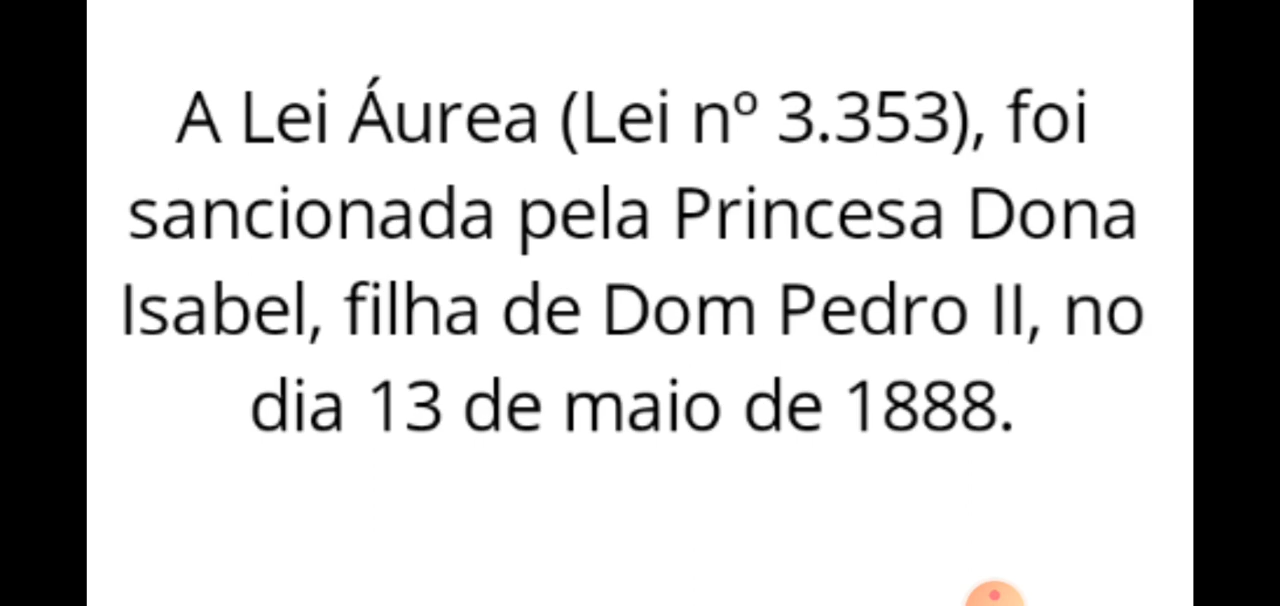 A Lei Áurea (Lei nº 3.353), foi
sancionada pela Princesa Dona
Isabel, filha de Dom Pedro II, no
dia 13 de maio de 1888.